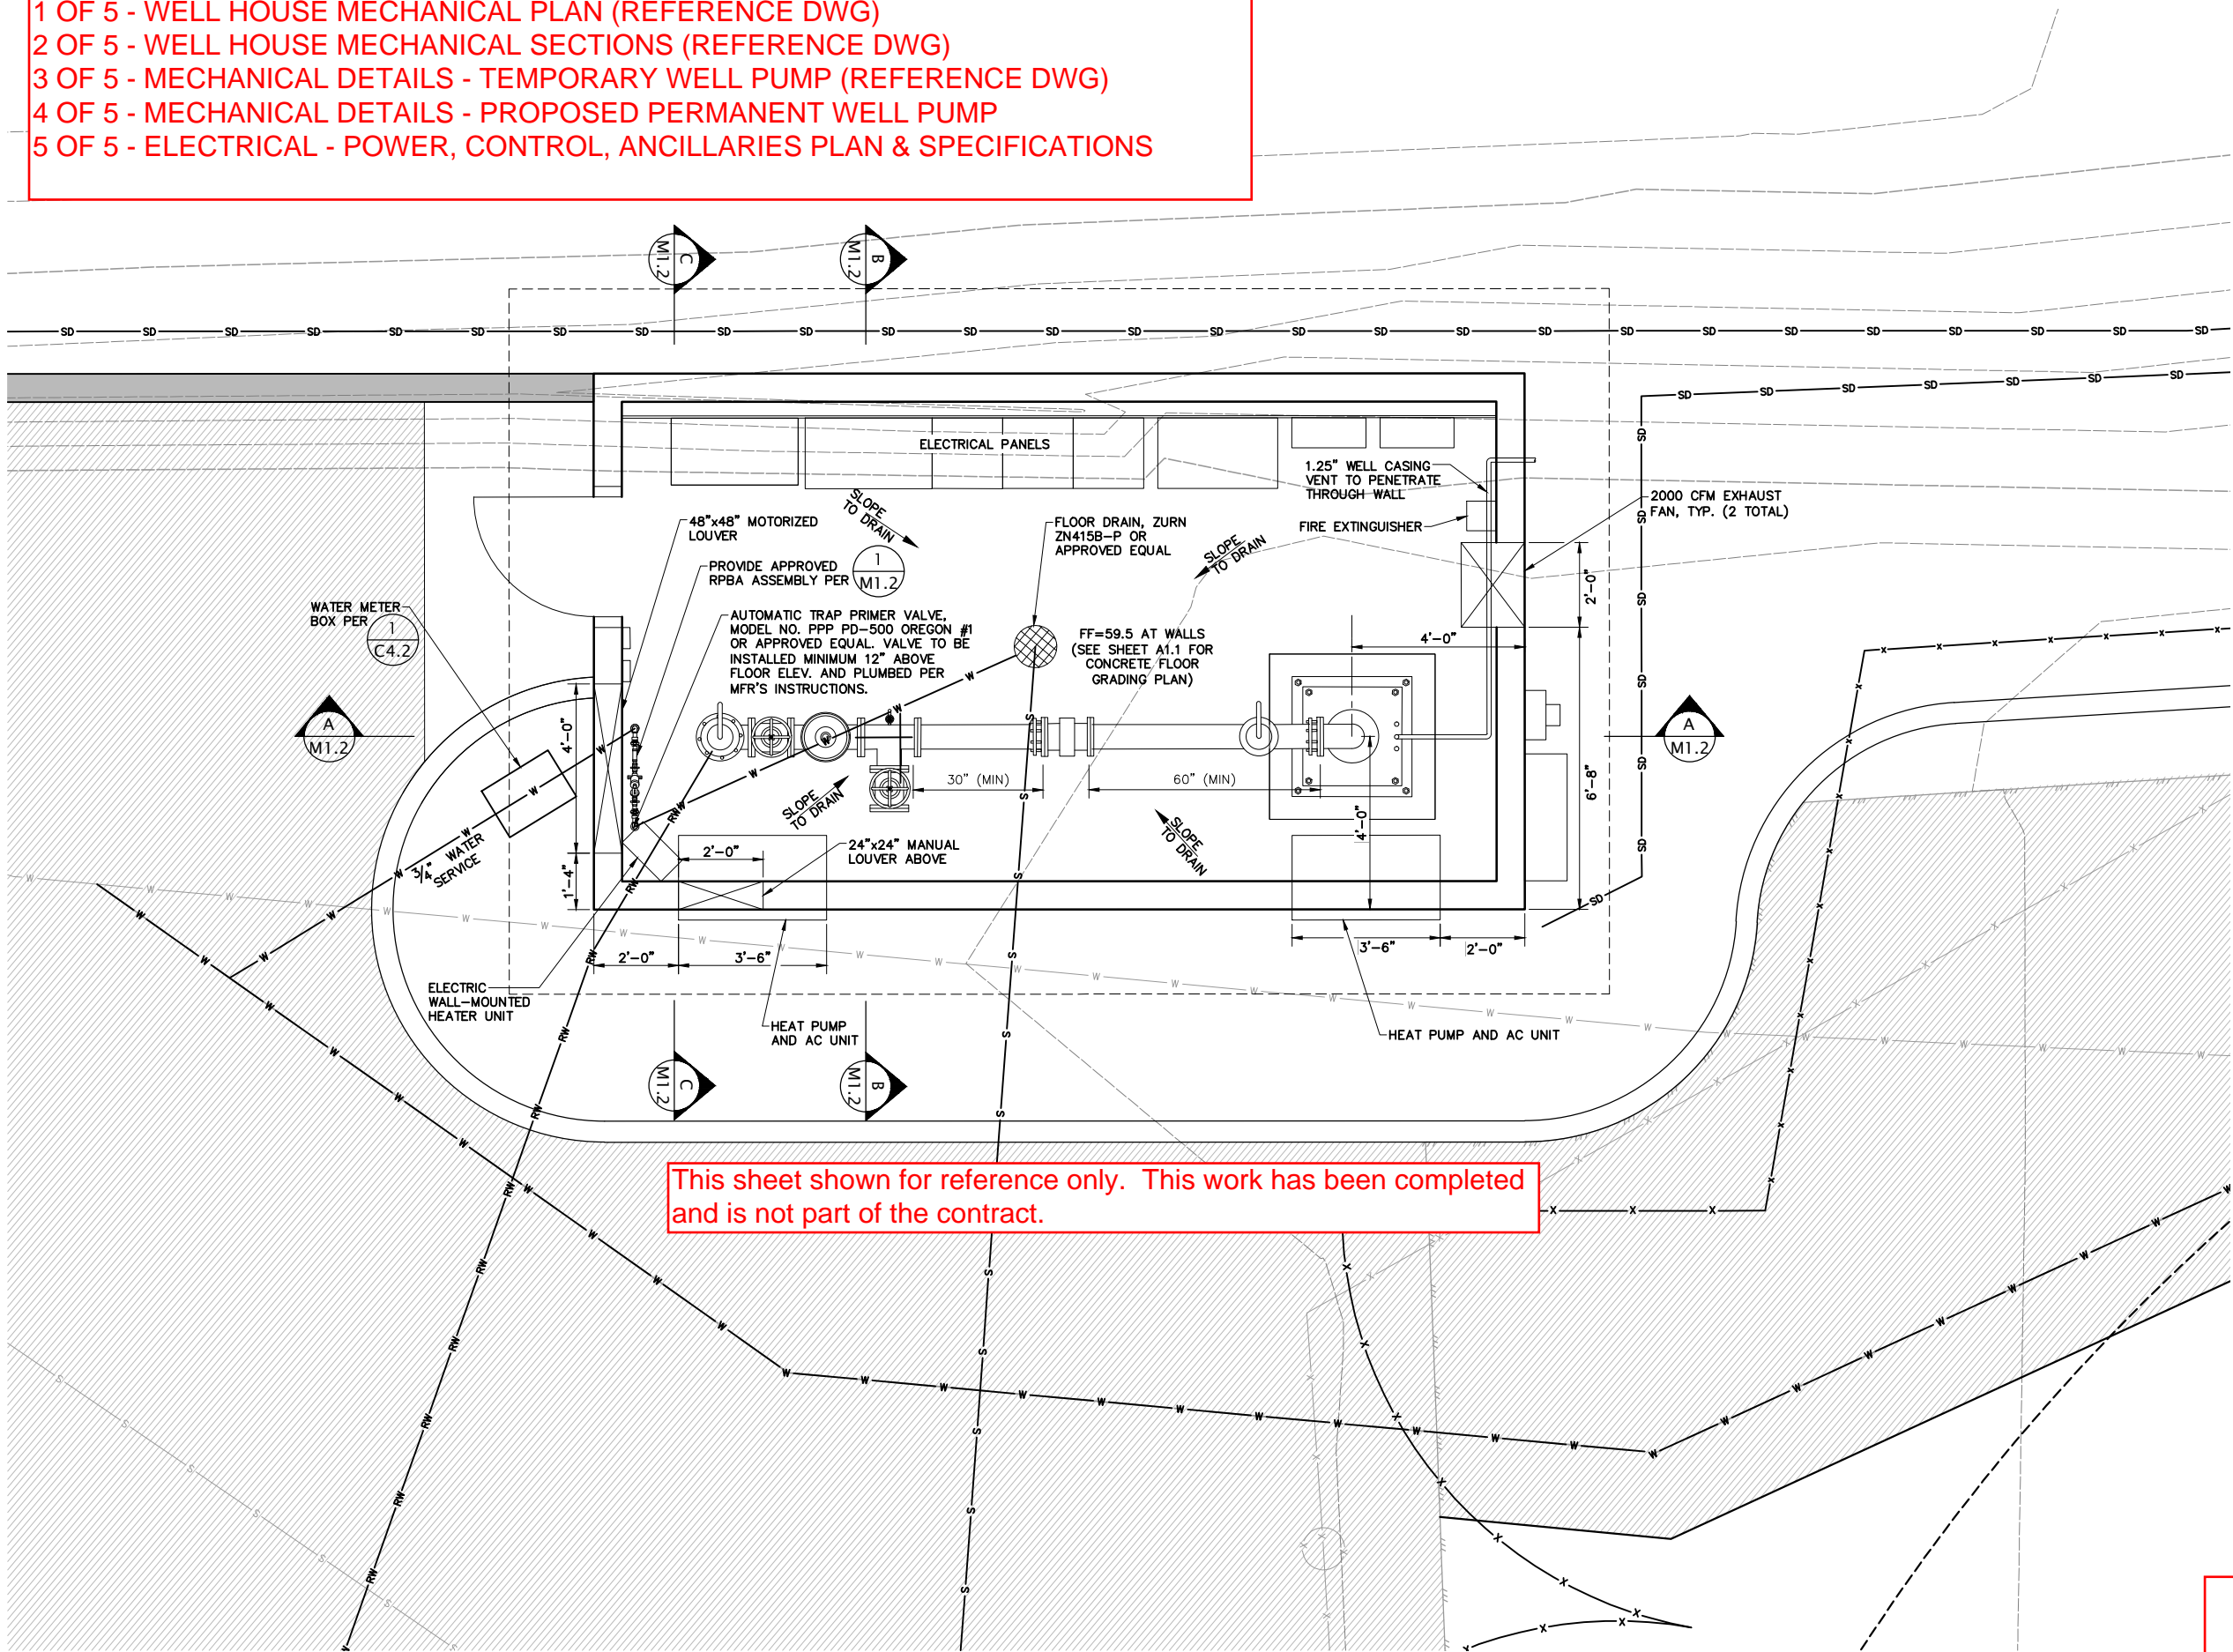 1 OF 5 - WELL HOUSE MECHANICAL PLAN (REFERENCE DWG)
2 OF 5 - WELL HOUSE MECHANICAL SECTIONS (REFERENCE DWG)
3 OF 5 - MECHANICAL DETAILS - TEMPORARY WELL PUMP (REFERENCE DWG)
4 OF 5 - MECHANICAL DETAILS - PROPOSED PERMANENT WELL PUMP
5 OF 5 - ELECTRICAL - POWER, CONTROL, ANCILLARIES PLAN & SPECIFICATIONS
C
M1.2
B
M1.2
ELECTRICAL PANELS
1.25" WELL CASING
VENT TO PENETRATE
THROUGH WALL
FIRE EXTINGUISHER
2000 CFM EXHAUST
FAN, TYP. (2 TOTAL)
SLOPE
TO DRAIN
48"x48" MOTORIZED
LOUVER
FLOOR DRAIN, ZURN
ZN415B-P OR
APPROVED EQUAL
SLOPE
TO DRAIN
PROVIDE APPROVED
RPBA ASSEMBLY PER
1
M1.2
2'-0"
WATER METER
BOX PER
1
C4.2
AUTOMATIC TRAP PRIMER VALVE,
MODEL NO. PPP PD-500 OREGON #1
OR APPROVED EQUAL. VALVE TO BE
INSTALLED MINIMUM 12" ABOVE
FLOOR ELEV. AND PLUMBED PER
MFR'S INSTRUCTIONS.
FF=59.5 AT WALLS
(SEE SHEET A1.1 FOR
CONCRETE FLOOR
GRADING PLAN)
4'-0"
A
M1.2
4'-0"
A
M1.2
30" (MIN)
60" (MIN)
6'-8"
SLOPE
TO DRAIN
SLOPE
TO DRAIN
4'-0"
2'-0"
24"x24" MANUAL
LOUVER ABOVE
3/4" WATER
SERVICE
1'-4"
2'-0"
3'-6"
3'-6"
2'-0"
ELECTRIC
WALL-MOUNTED
HEATER UNIT
HEAT PUMP
AND AC UNIT
HEAT PUMP AND AC UNIT
C
M1.2
B
M1.2
This sheet shown for reference only. This work has been completed
and is not part of the contract.